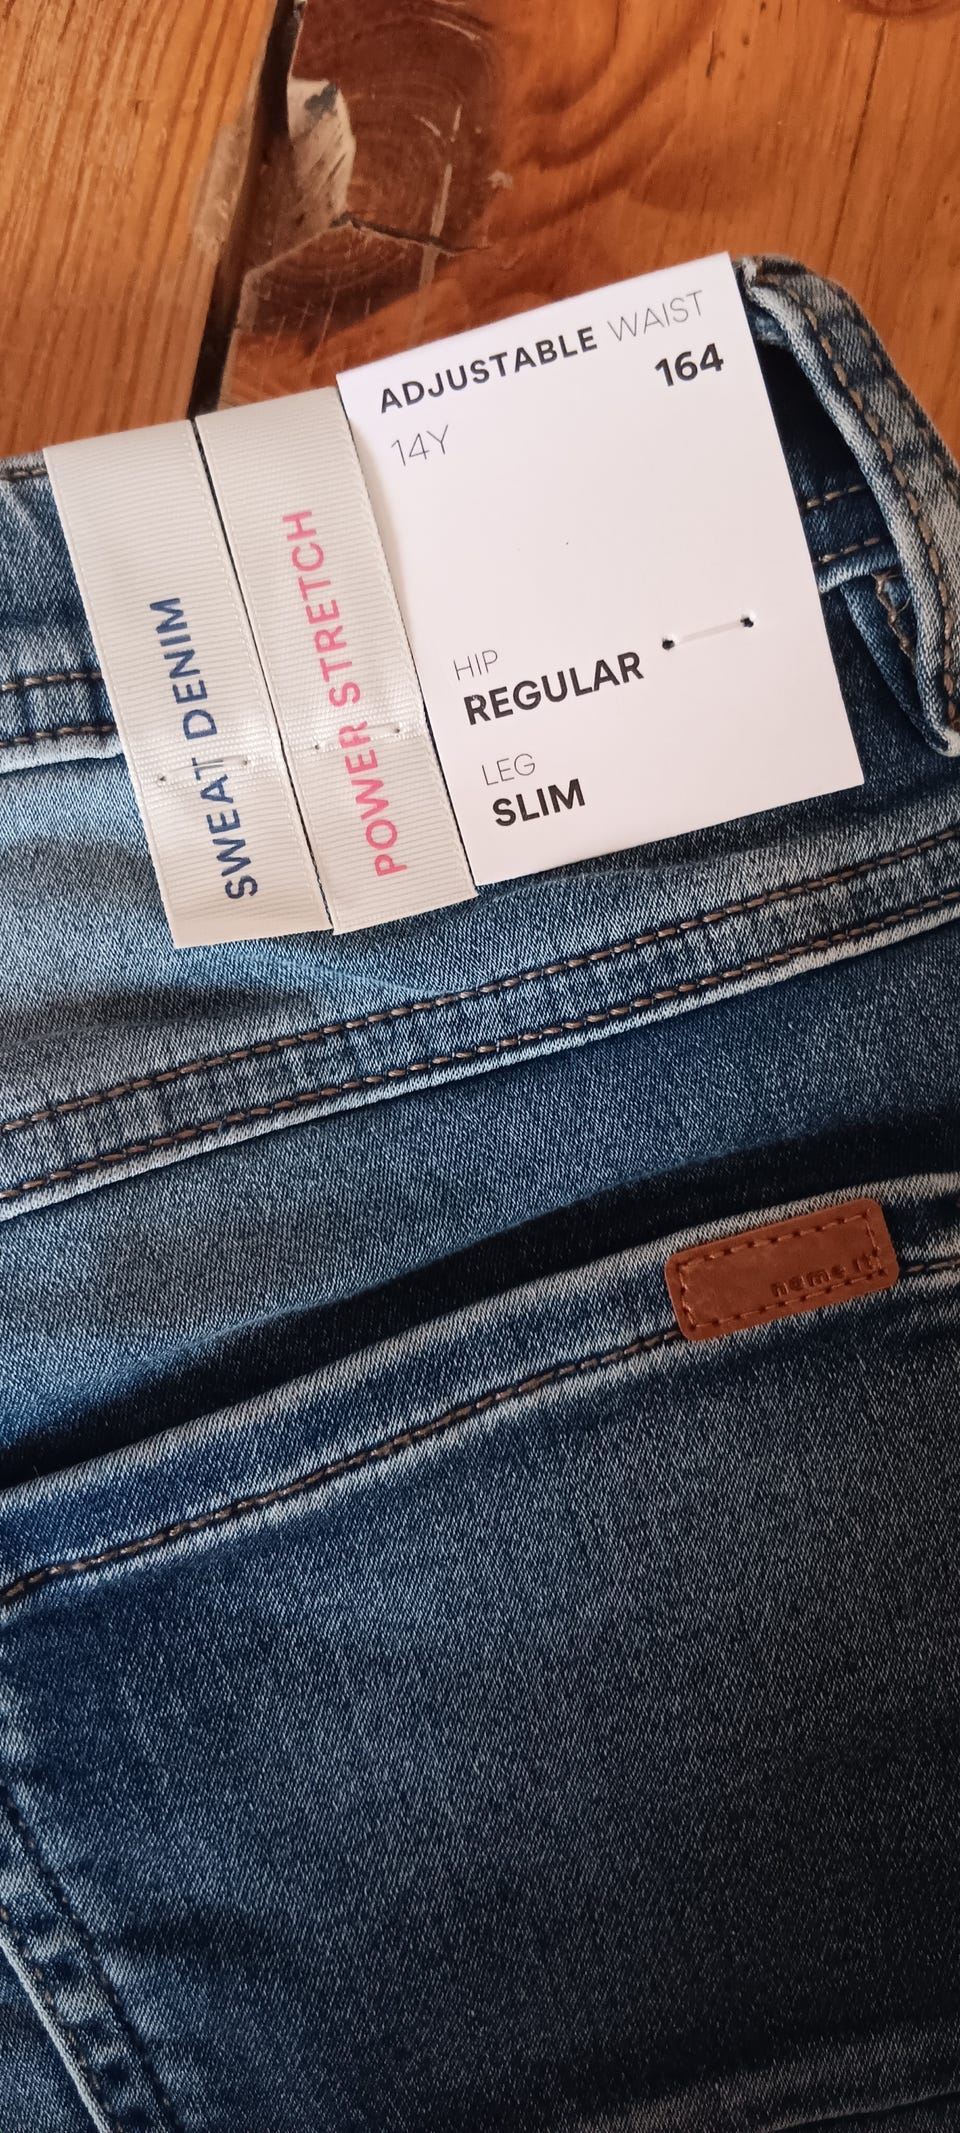 ADJUSTABLE WAIST
164
14Y
HIP
REGULAR
LEG
SLIM
SWEAT DENIM
POWER STRETCH
name it